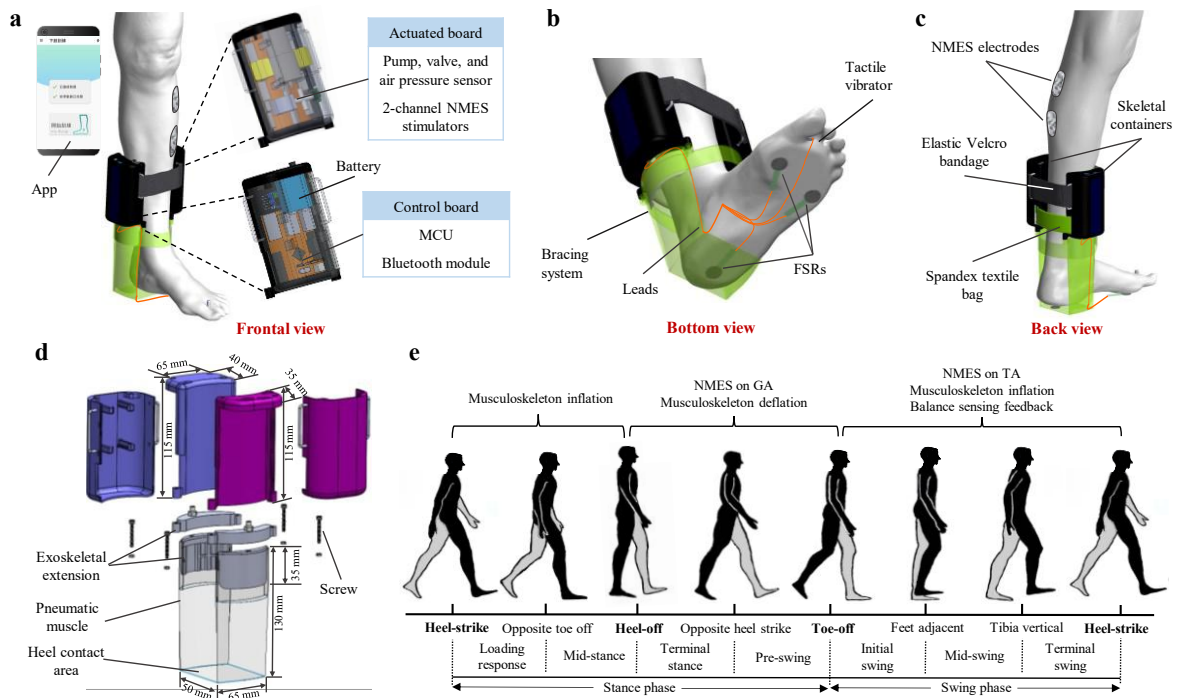 a
App
Actuated board
Pump, valve, and
air pressure sensor
2-channel NMES
stimulators
Battery
Control board
MCU
Bluetooth module
Frontal view
b
Tactile
vibrator
Bracing
system
Leads
FSRs
Bottom view
c
NMES electrodes
Skeletal
containers
Elastic Velcro
bandage
Spandex textile
bag
Back view
d
65 mm
40 mm
35 mm
115 mm
115 mm
Exoskeletal
extension
Screw
35 mm
Pneumatic
muscle
130 mm
Heel contact
area
50 mm
65 mm
e
Musculoskeleton inflation
NMES on GA
Musculoskeleton deflation
NMES on TA
Musculoskeleton inflation
Balance sensing feedback
Heel-strike
Opposite toe off
Heel-off
Opposite heel strike
Toe-off
Feet adjacent
Tibia vertical
Heel-strike
Loading
response
Mid-stance
Terminal
stance
Pre-swing
Initial
swing
Mid-swing
Terminal
swing
Stance phase
Swing phase